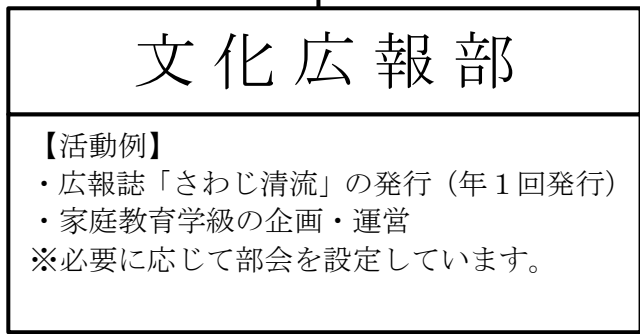 文化広報部
【活動例】
・広報誌「さわじ清流」の発行（年１回発行）
・家庭教育学級の企画・運営
※必要に応じて部会を設定しています。